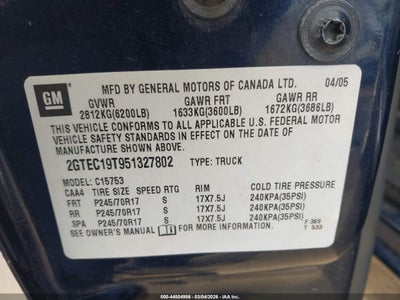 MFD BY GENERAL MOTORS OF CANADA LTD. 04/05
GM
GVWR GAWR FRT GAWR RR
2812KG(6200LB) 1633KG(3600LB) 1672KG(3686LB)
THIS VEHICLE CONFORMS TO ALL APPLICABLE U.S. FEDERAL MOTOR
VEHICLE SAFETY STANDARDS IN EFFECT ON THE DATE OF
MANUFACTURE SHOWN ABOVE.
2GTEC19T951327802 TYPE: TRUCK
MODEL: C15753
CAA4 TIRE SIZE SPEED RTG RIM COLD TIRE PRESSURE
FRT P245/70R17 S 17X7.5J 240KPA(35PSI)
RR P245/70R17 S 17X7.5J 240KPA(35PSI)
SPA P245/70R17 S 17X7.5J 240KPA(35PSI)
SEE OWNER'S MANUAL FOR ADDITIONAL INFORMATION. F 369
T 533
000-44504986 - 03/04/2026 -